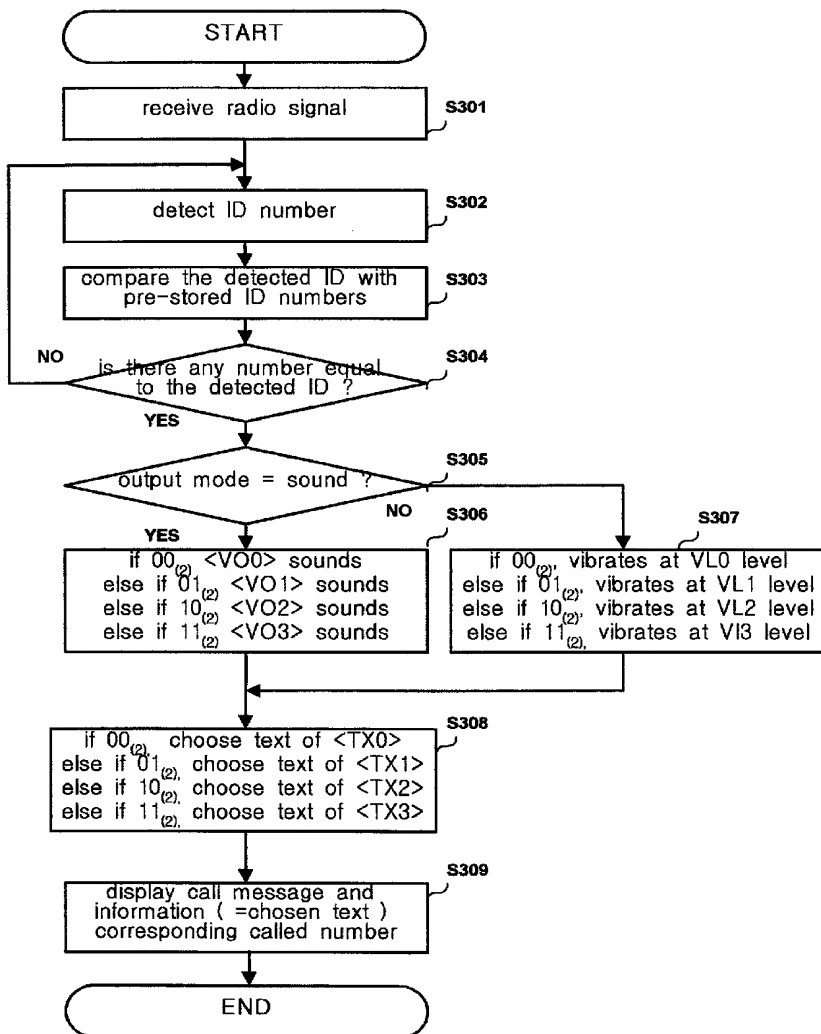 START
receive radio signal
S301
detect ID number
S302
compare the detected ID with
pre-stored ID numbers
S303
NO
is there any number equal
to the detected ID ?
S304
YES
output mode = sound ?
S305
NO
YES
S306
if 00(2) <VO0> sounds
else if 01(2) <VO1> sounds
else if 10(2) <VO2> sounds
else if 11(2) <VO3> sounds
S307
if 00(2), vibrates at VL0 level
else if 01(2), vibrates at VL1 level
else if 10(2), vibrates at VL2 level
else if 11(2), vibrates at Vl3 level
S308
if 00(2), choose text of <TX0>
else if 01(2), choose text of <TX1>
else if 10(2), choose text of <TX2>
else if 11(2), choose text of <TX3>
S309
display call message and
information ( =chosen text )
corresponding called number
END